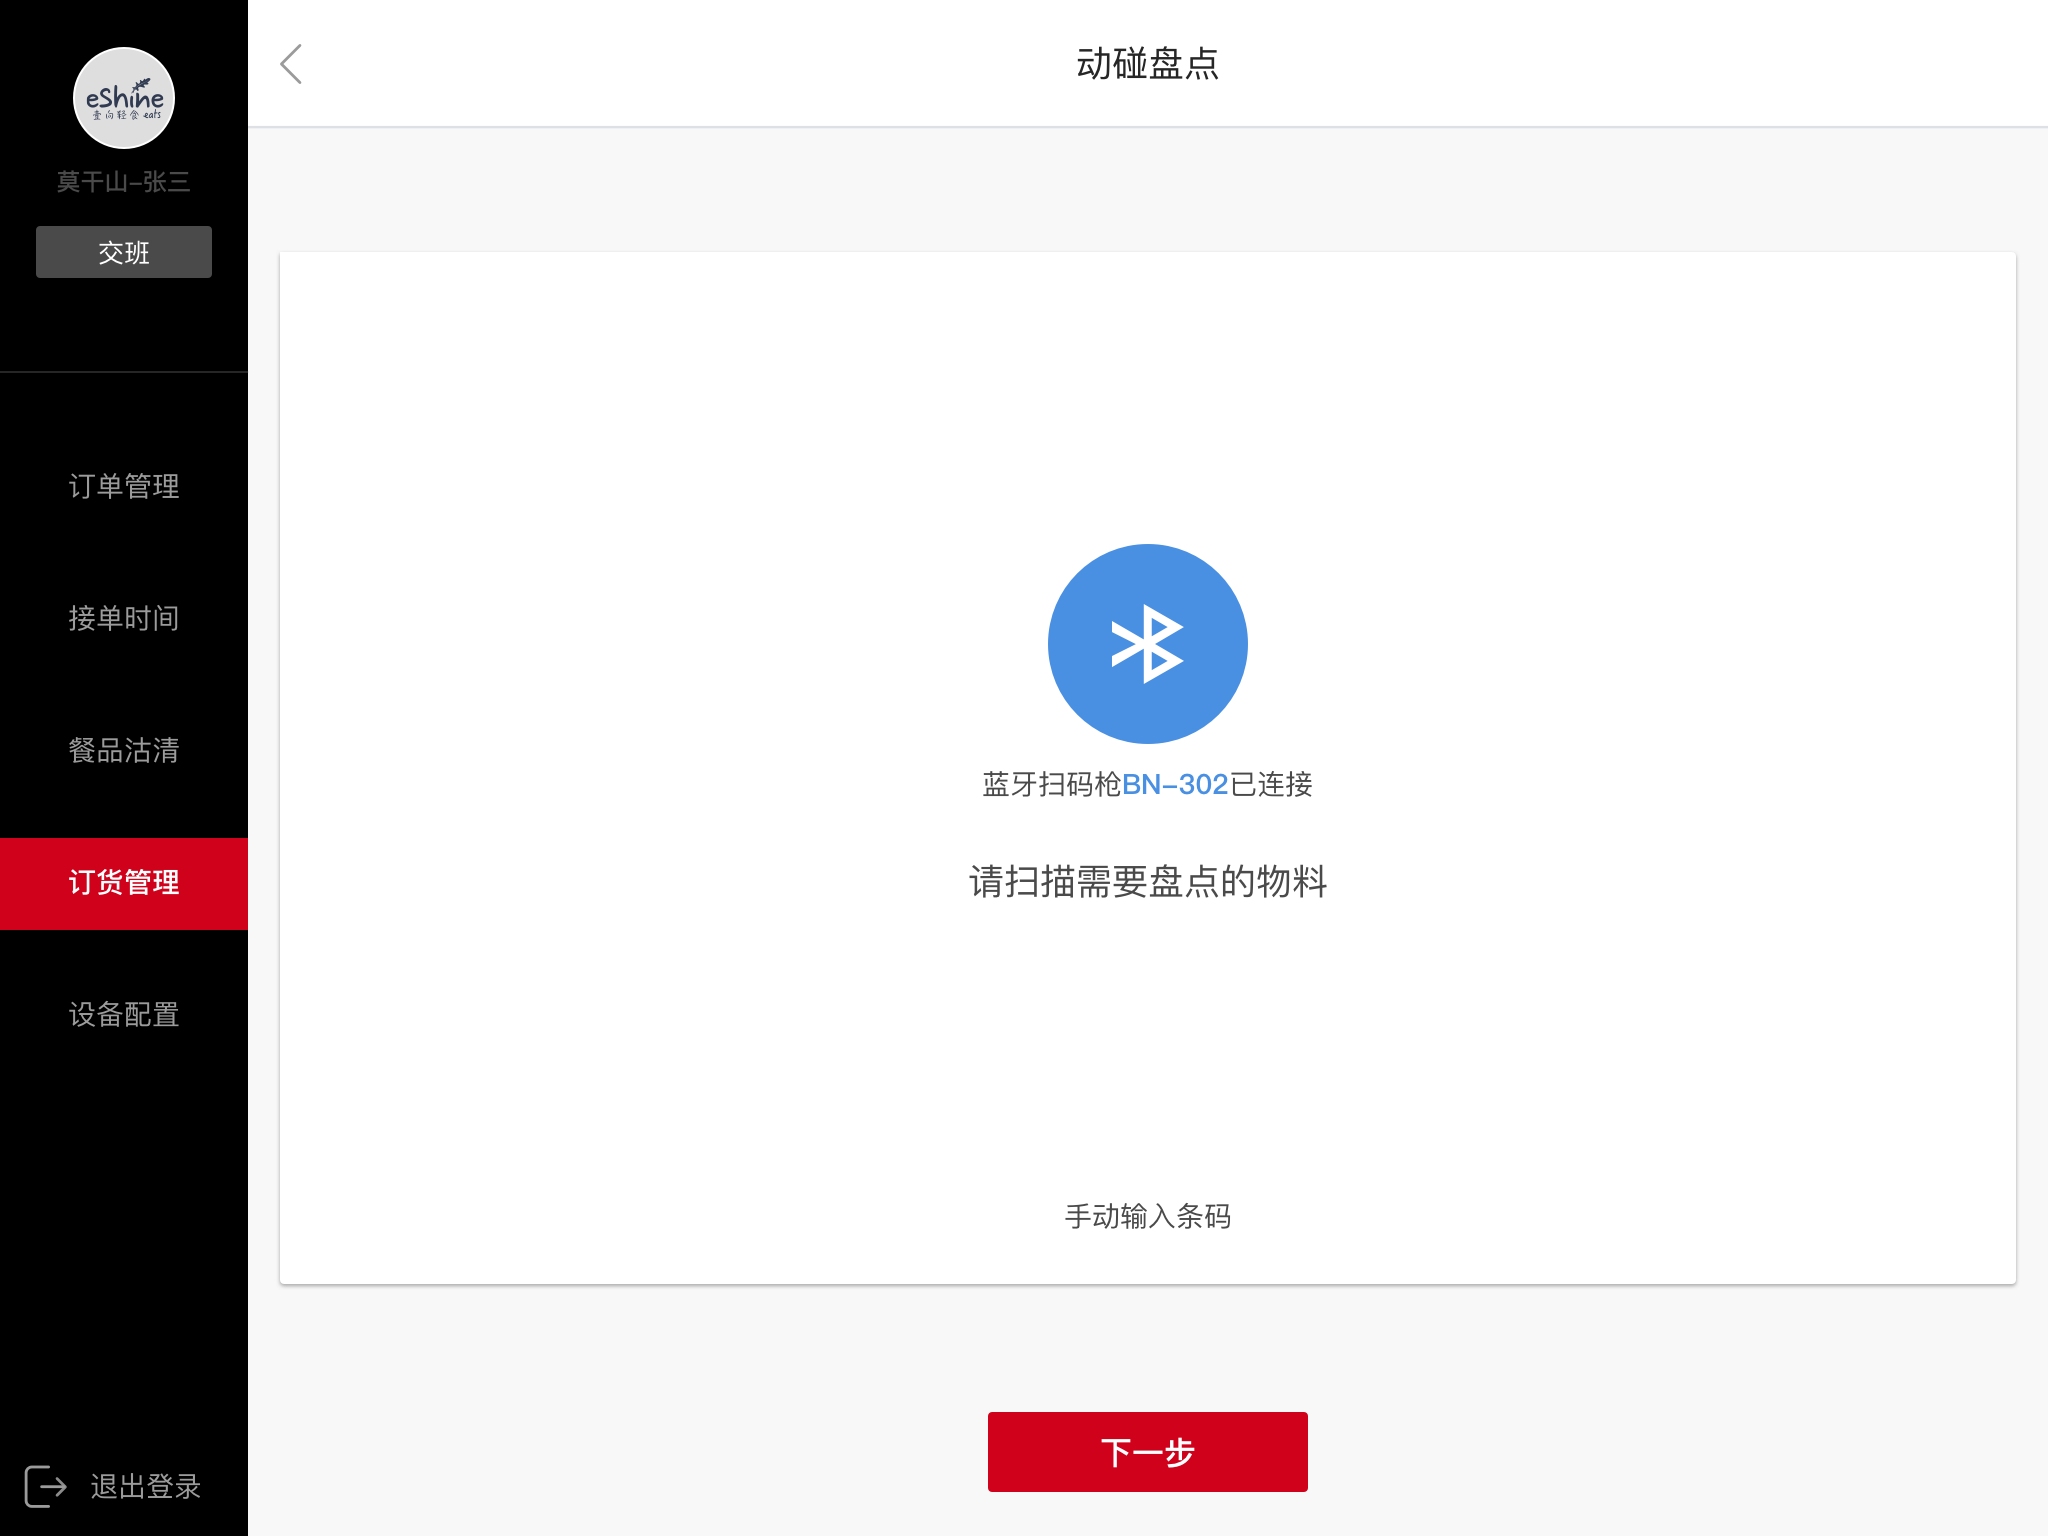 eShine
壹向轻食 eats
莫干山-张三
交班
订单管理
接单时间
餐品沽清
订货管理
设备配置
退出登录
动碰盘点
蓝牙扫码枪BN-302已连接
请扫描需要盘点的物料
手动输入条码
下一步